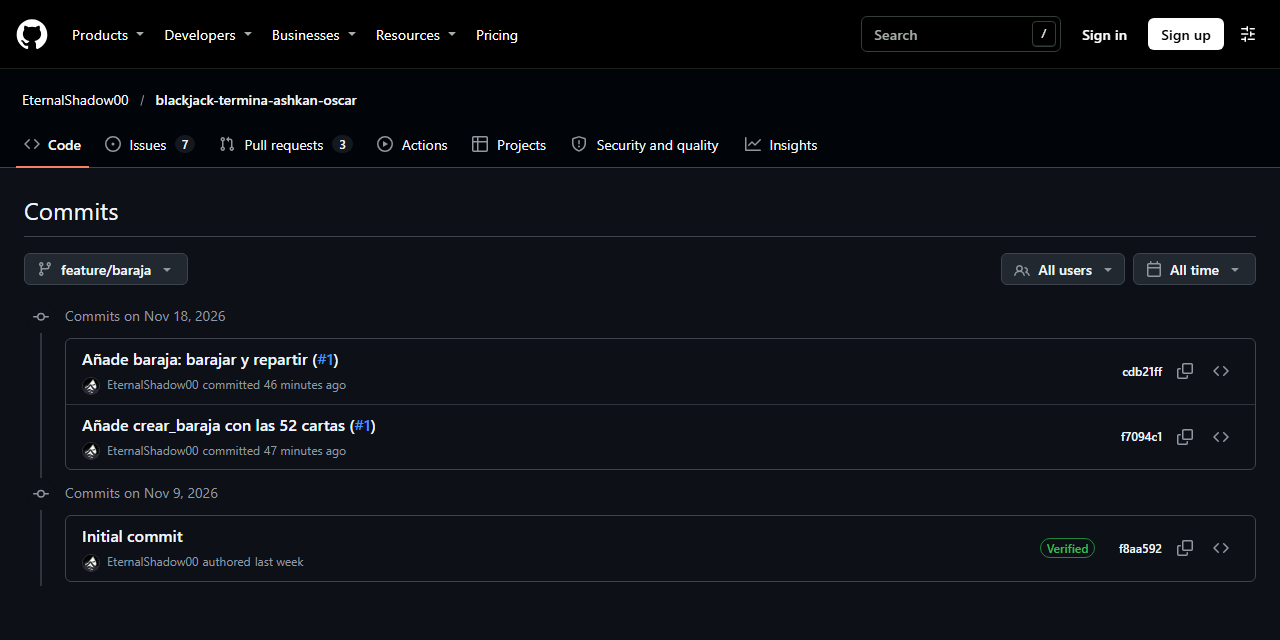 Products Developers Businesses Resources Pricing Search / Sign in Sign up
EternalShadow00 / blackjack-termina-ashkan-oscar
Code Issues 7 Pull requests 3 Actions Projects Security and quality Insights
Commits
feature/baraja All users All time
Commits on Nov 18, 2026
Añade baraja: barajar y repartir (#1)
EternalShadow00 committed 46 minutes ago
cdb21ff
Añade crear_baraja con las 52 cartas (#1)
EternalShadow00 committed 47 minutes ago
f7094c1
Commits on Nov 9, 2026
Initial commit
EternalShadow00 authored last week
Verified f8aa592